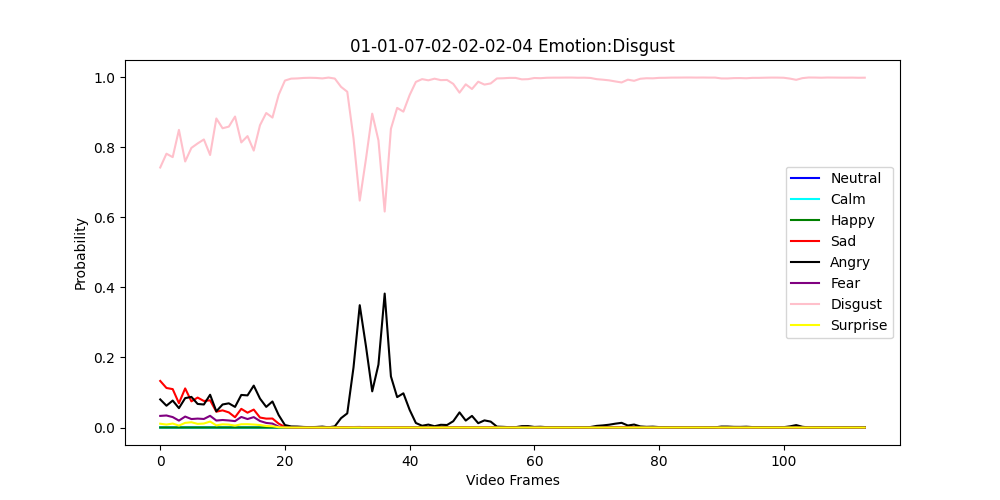 01-01-07-02-02-02-04 Emotion:Disgust
1.0
0.8
0.6
0.4
0.2
0.0
Probability
0 20 40 60 80 100
Video Frames
Neutral
Calm
Happy
Sad
Angry
Fear
Disgust
Surprise